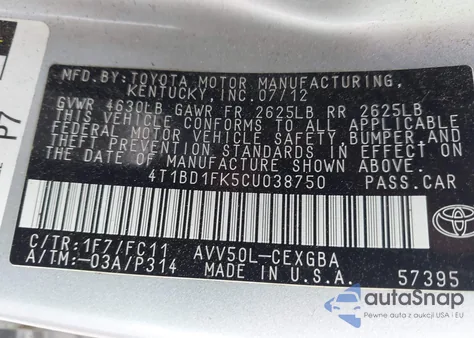 P7
MFD. BY: TOYOTA MOTOR MANUFACTURING,
KENTUCKY, INC. 07/12
GVWR 4630LB GAWR FR 2625LB RR 2625LB
THIS VEHICLE CONFORMS TO ALL APPLICABLE
FEDERAL MOTOR VEHICLE SAFETY, BUMPER, AND
THEFT PREVENTION STANDARDS IN EFFECT ON
THE DATE OF MANUFACTURE SHOWN ABOVE.
4T1BD1FK5CU038750 PASS.CAR
C/TR:1F7/FC11 AVV50L-CEXGBA
A/TM:-03A/P314 MADE IN U.S.A. 57395
TOYOTA
autoSnap
Pewne auta z USA i EU